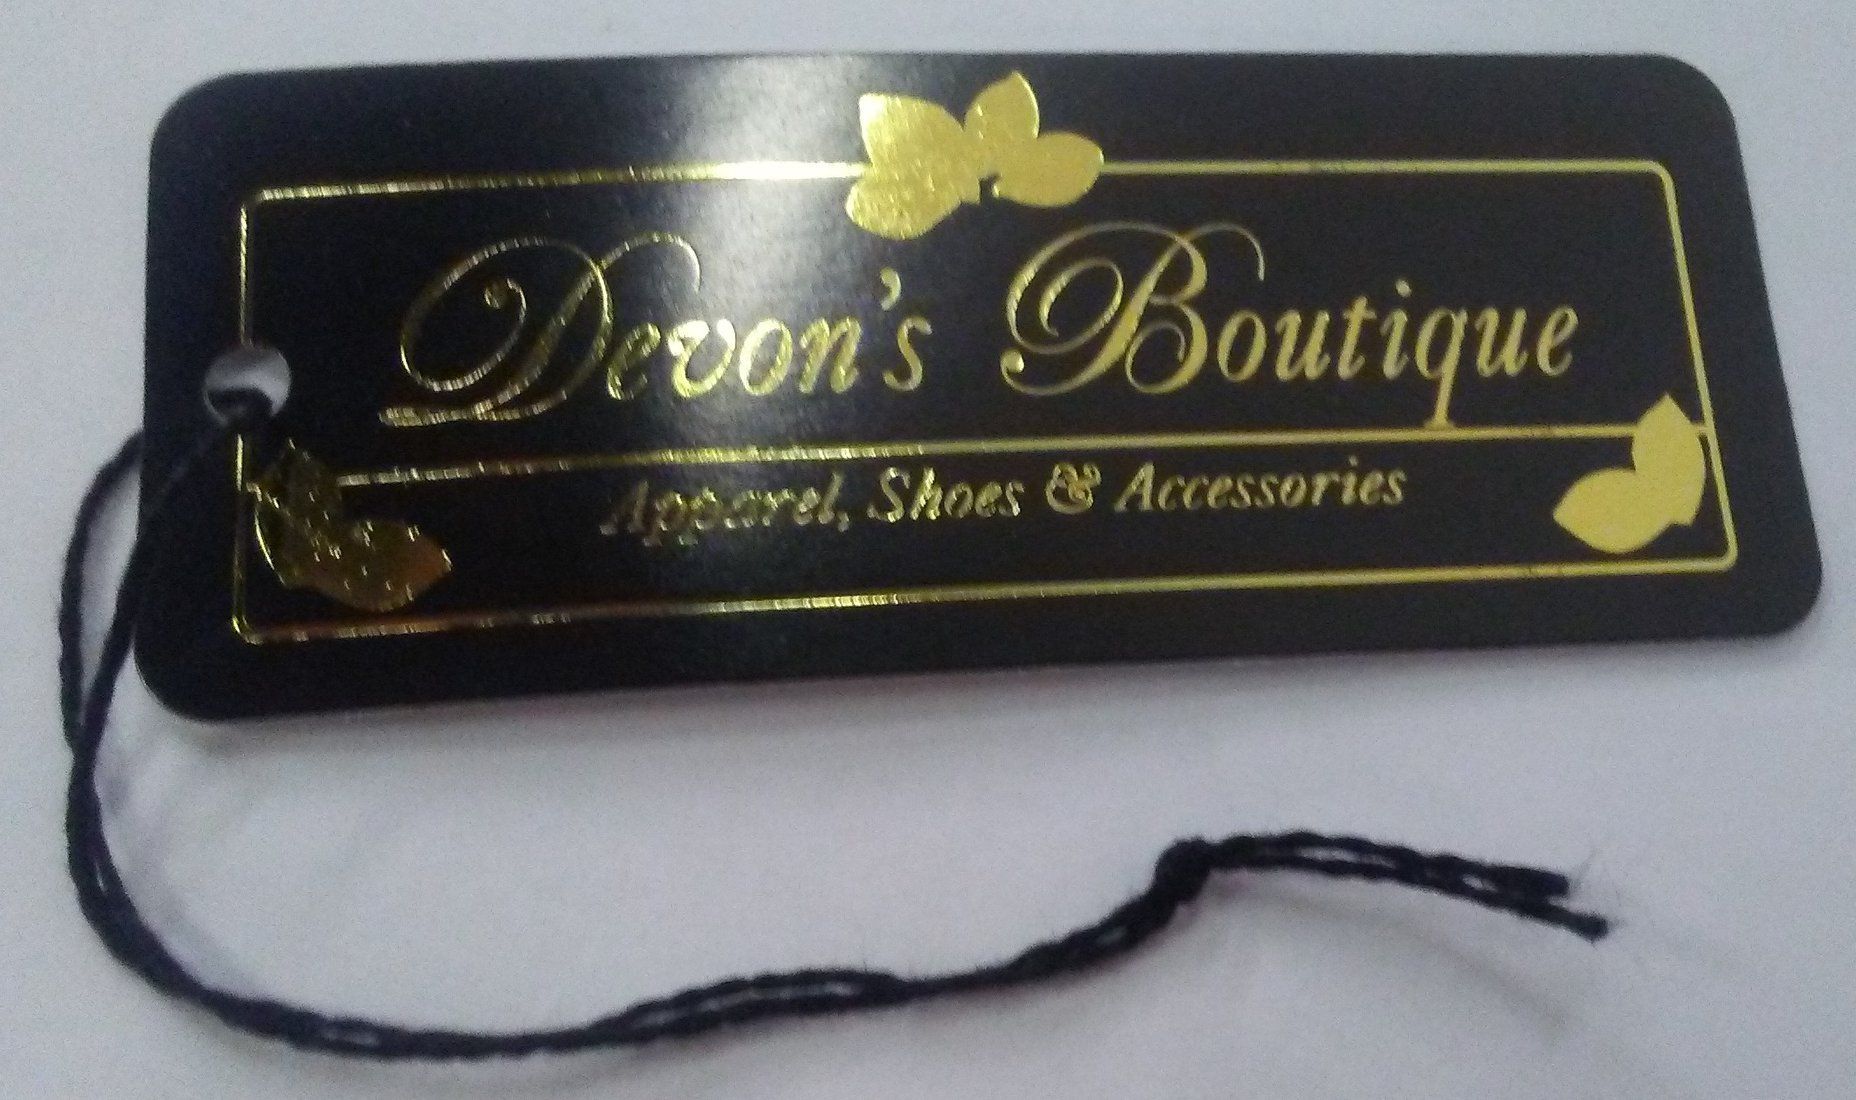 Devon's Boutique
Apparel, Shoes & Accessories